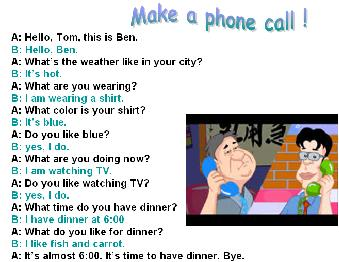 Make a phone call !
A: Hello, Tom, this is Ben.
B: Hello, Ben.
A: What's the weather like in your city?
B: It's hot.
A: What are you wearing?
B: I am wearing a shirt.
A: What color is your shirt?
B: It's blue.
A: Do you like blue?
B: yes, I do.
A: What are you doing now?
B: I am watching TV.
A: Do you like watching TV?
B: yes, I do.
A: What time do you have dinner?
B: I have dinner at 6:00
A: What do you like for dinner?
B: I like fish and carrot.
A: It's almost 6:00. It's time to have dinner. Bye.